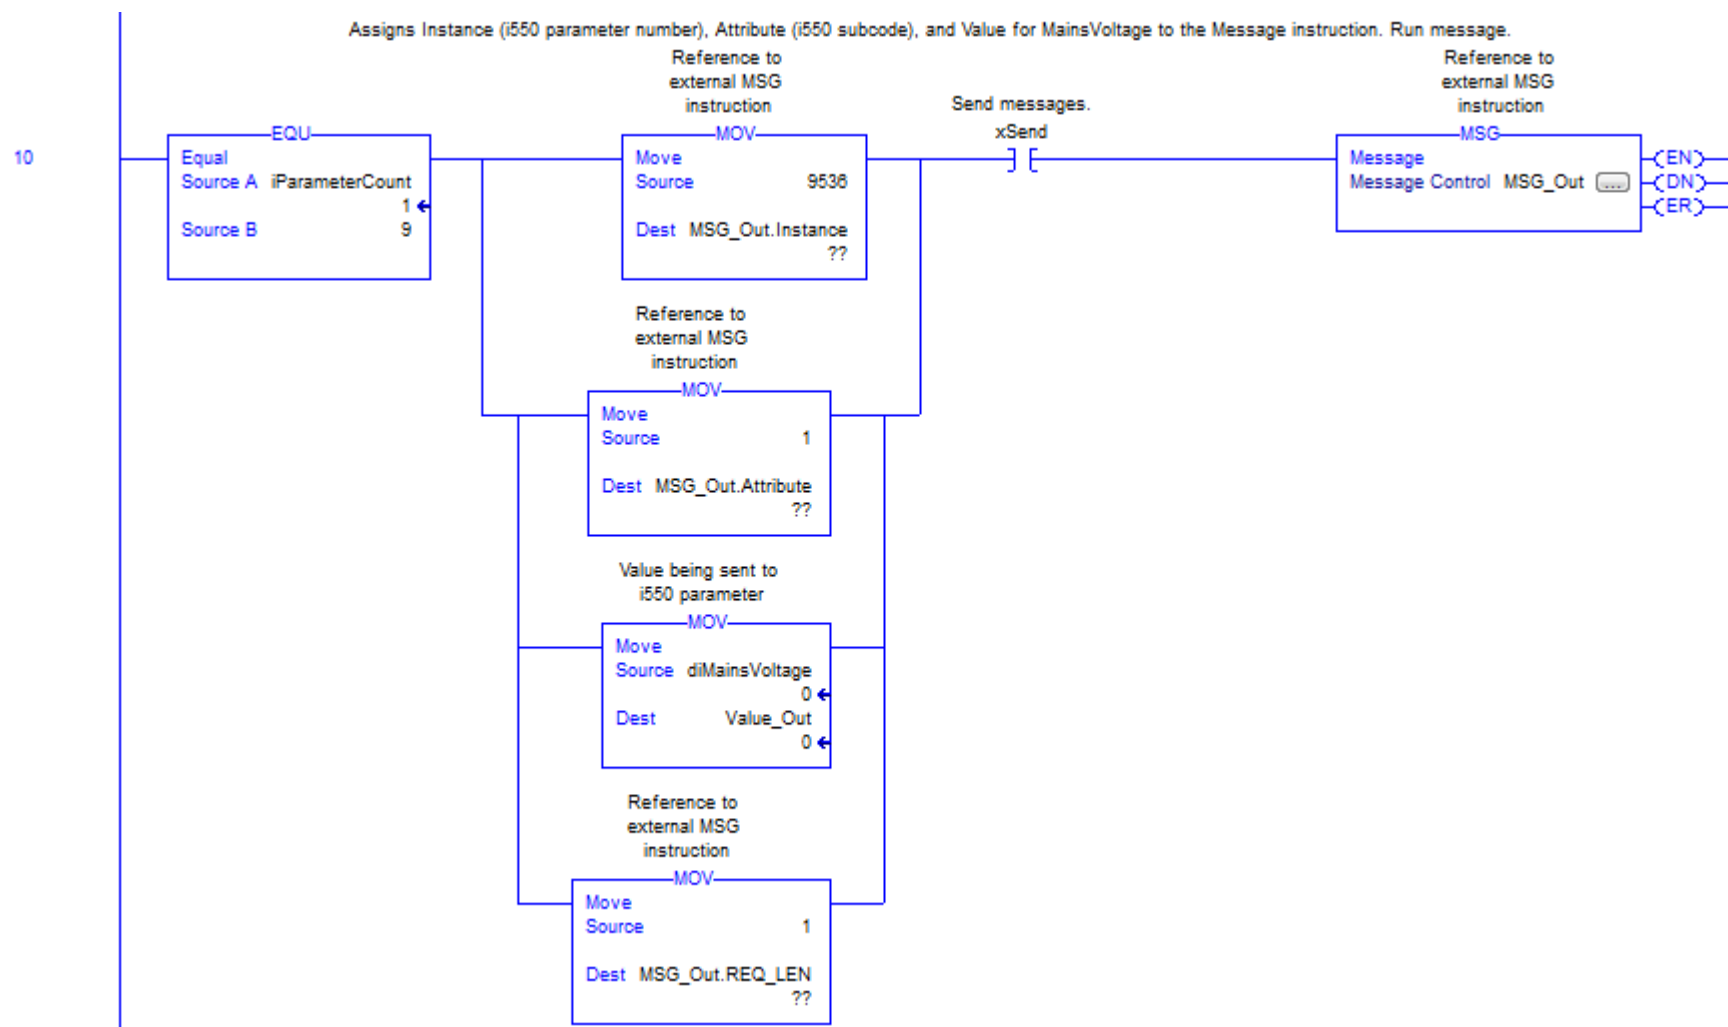 Assigns Instance (i550 parameter number), Attribute (i550 subcode), and Value for MainsVoltage to the Message instruction. Run message.
10
EQU
Equal
Source A iParameterCount
1
Source B 9
Reference to
external MSG
instruction
MOV
Move
Source 9536
Dest MSG_Out.Instance
??
Send messages.
xSend
Reference to
external MSG
instruction
MSG
Message
Message Control MSG_Out ...
EN
DN
ER
Reference to
external MSG
instruction
MOV
Move
Source 1
Dest MSG_Out.Attribute
??
Value being sent to
i550 parameter
MOV
Move
Source diMainsVoltage
0
Dest Value_Out
0
Reference to
external MSG
instruction
MOV
Move
Source 1
Dest MSG_Out.REQ_LEN
??